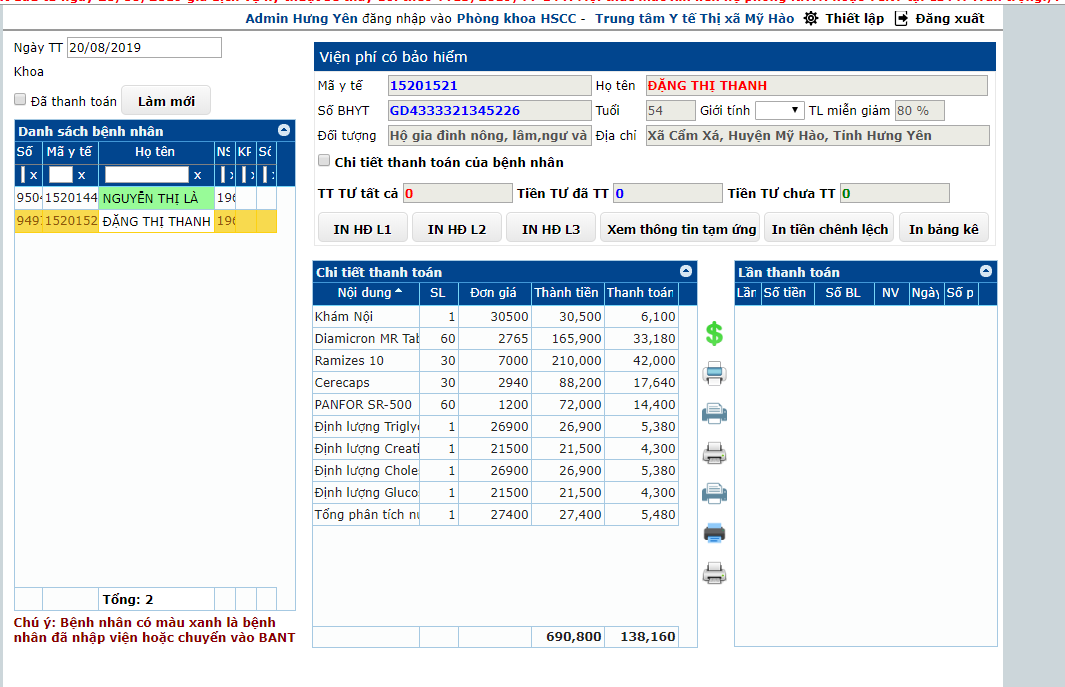 Admin Hưng Yên đăng nhập vào Phòng khoa HSCC - Trung tâm Y tế Thị xã Mỹ Hào Thiết lập Đăng xuất
Ngày TT 20/08/2019
Khoa
Đã thanh toán Làm mới
Danh sách bệnh nhân
Số Mã y tế Họ tên NS KF Số
x x x
9504 1520144 NGUYỄN THỊ LÀ 196
949 1520152 ĐẶNG THỊ THANH 196
Tổng: 2
Chú ý: Bệnh nhân có màu xanh là bệnh
nhân đã nhập viện hoặc chuyển vào BANT
Viện phí có bảo hiểm
Mã y tế 15201521 Họ tên ĐẶNG THỊ THANH
Số BHYT GD4333321345226 Tuổi 54 Giới tính TL miễn giảm 80 %
Đối tượng Hộ gia đình nông, lâm,ngư và Địa chỉ Xã Cẩm Xá, Huyện Mỹ Hào, Tỉnh Hưng Yên
Chi tiết thanh toán của bệnh nhân
TT TƯ tất cả 0 Tiền TƯ đã TT 0 Tiền TƯ chưa TT 0
IN HĐ L1 IN HĐ L2 IN HĐ L3 Xem thông tin tạm ứng In tiền chênh lệch In bảng kê
Chi tiết thanh toán
Nội dung SL Đơn giá Thành tiền Thanh toán
Khám Nội 1 30500 30,500 6,100
Diamicron MR Tab 60 2765 165,900 33,180
Ramizes 10 30 7000 210,000 42,000
Cerecaps 30 2940 88,200 17,640
PANFOR SR-500 60 1200 72,000 14,400
Định lượng Triglyc 1 26900 26,900 5,380
Định lượng Creati 1 21500 21,500 4,300
Định lượng Choles 1 26900 26,900 5,380
Định lượng Gluco 1 21500 21,500 4,300
Tổng phân tích nư 1 27400 27,400 5,480
690,800 138,160
Lần thanh toán
Lần Số tiền Số BL NV Ngày Số p